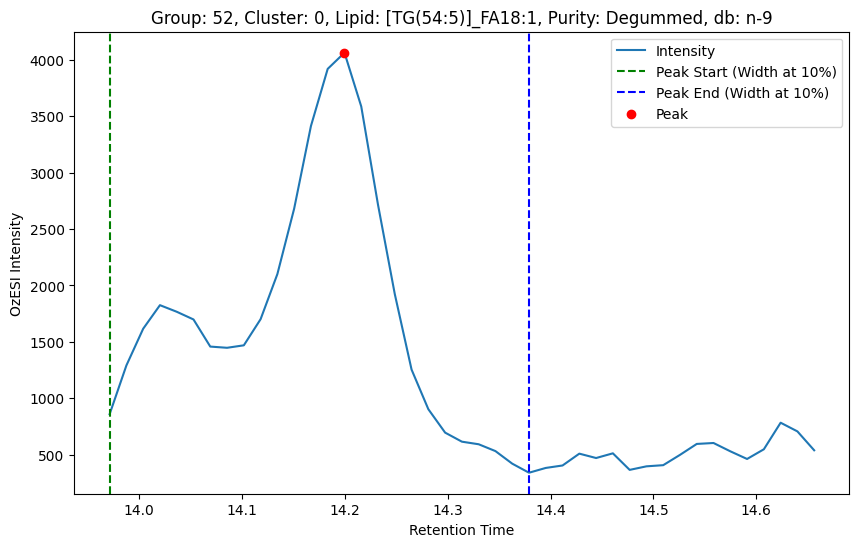 Group: 52, Cluster: 0, Lipid: [TG(54:5)]_FA18:1, Purity: Degummed, db: n-9
Intensity
Peak Start (Width at 10%)
Peak End (Width at 10%)
Peak
OzESI Intensity
4000
3500
3000
2500
2000
1500
1000
500
14.0
14.1
14.2
14.3
14.4
14.5
14.6
Retention Time